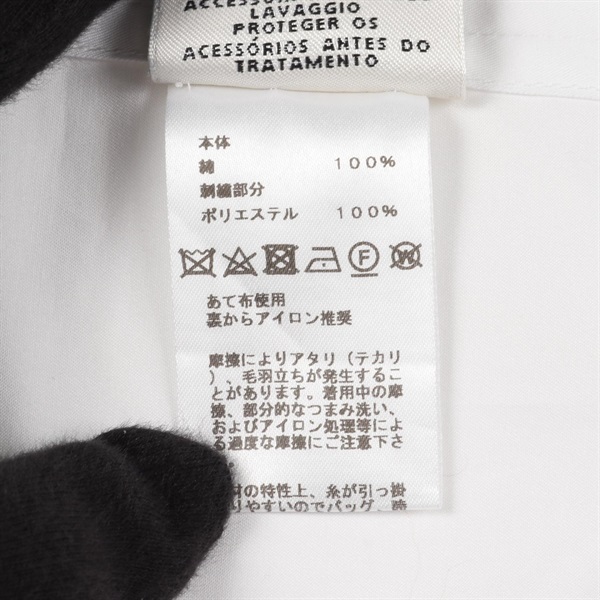 LAVAGGIO
PROTEGER OS
ACESSÓRIOS ANTES DO
TRATAMENTO
本体
綿 100%
刺繍部分
ポリエステル 100%
F W
あて布使用
裏からアイロン推奨
摩擦によりアタリ（テカリ
）、毛羽立ちが発生するこ
とがあります。着用中の摩
擦、部分的なつまみ洗い、
およびアイロン処理等によ
る過度な摩擦にご注意下さ
材の特性上、糸が引っ掛
りやすいのでバッグ、